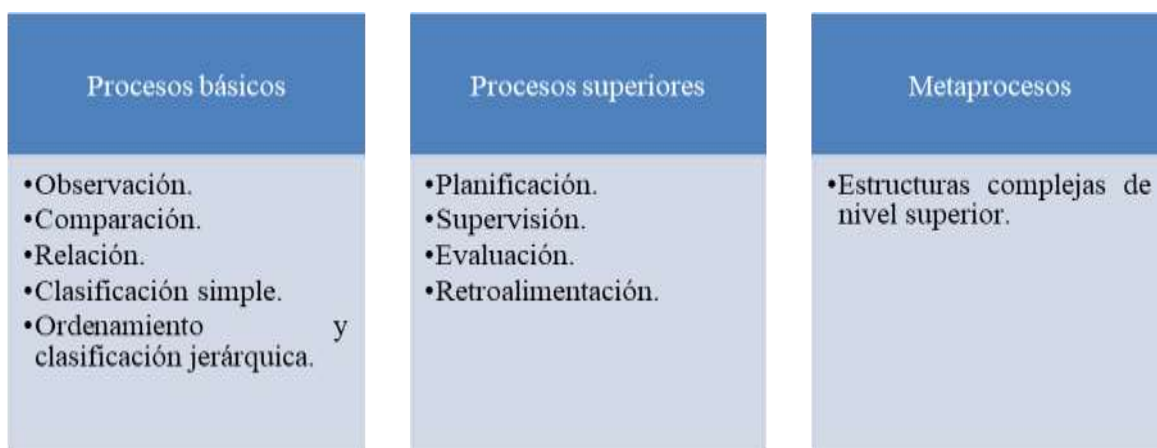 Procesos básicos
•Observación.
•Comparación.
•Relación.
•Clasificación simple.
•Ordenamiento y
clasificación jerárquica.
Procesos superiores
•Planificación.
•Supervisión.
•Evaluación.
•Retroalimentación.
Metaprocesos
•Estructuras complejas de
nivel superior.